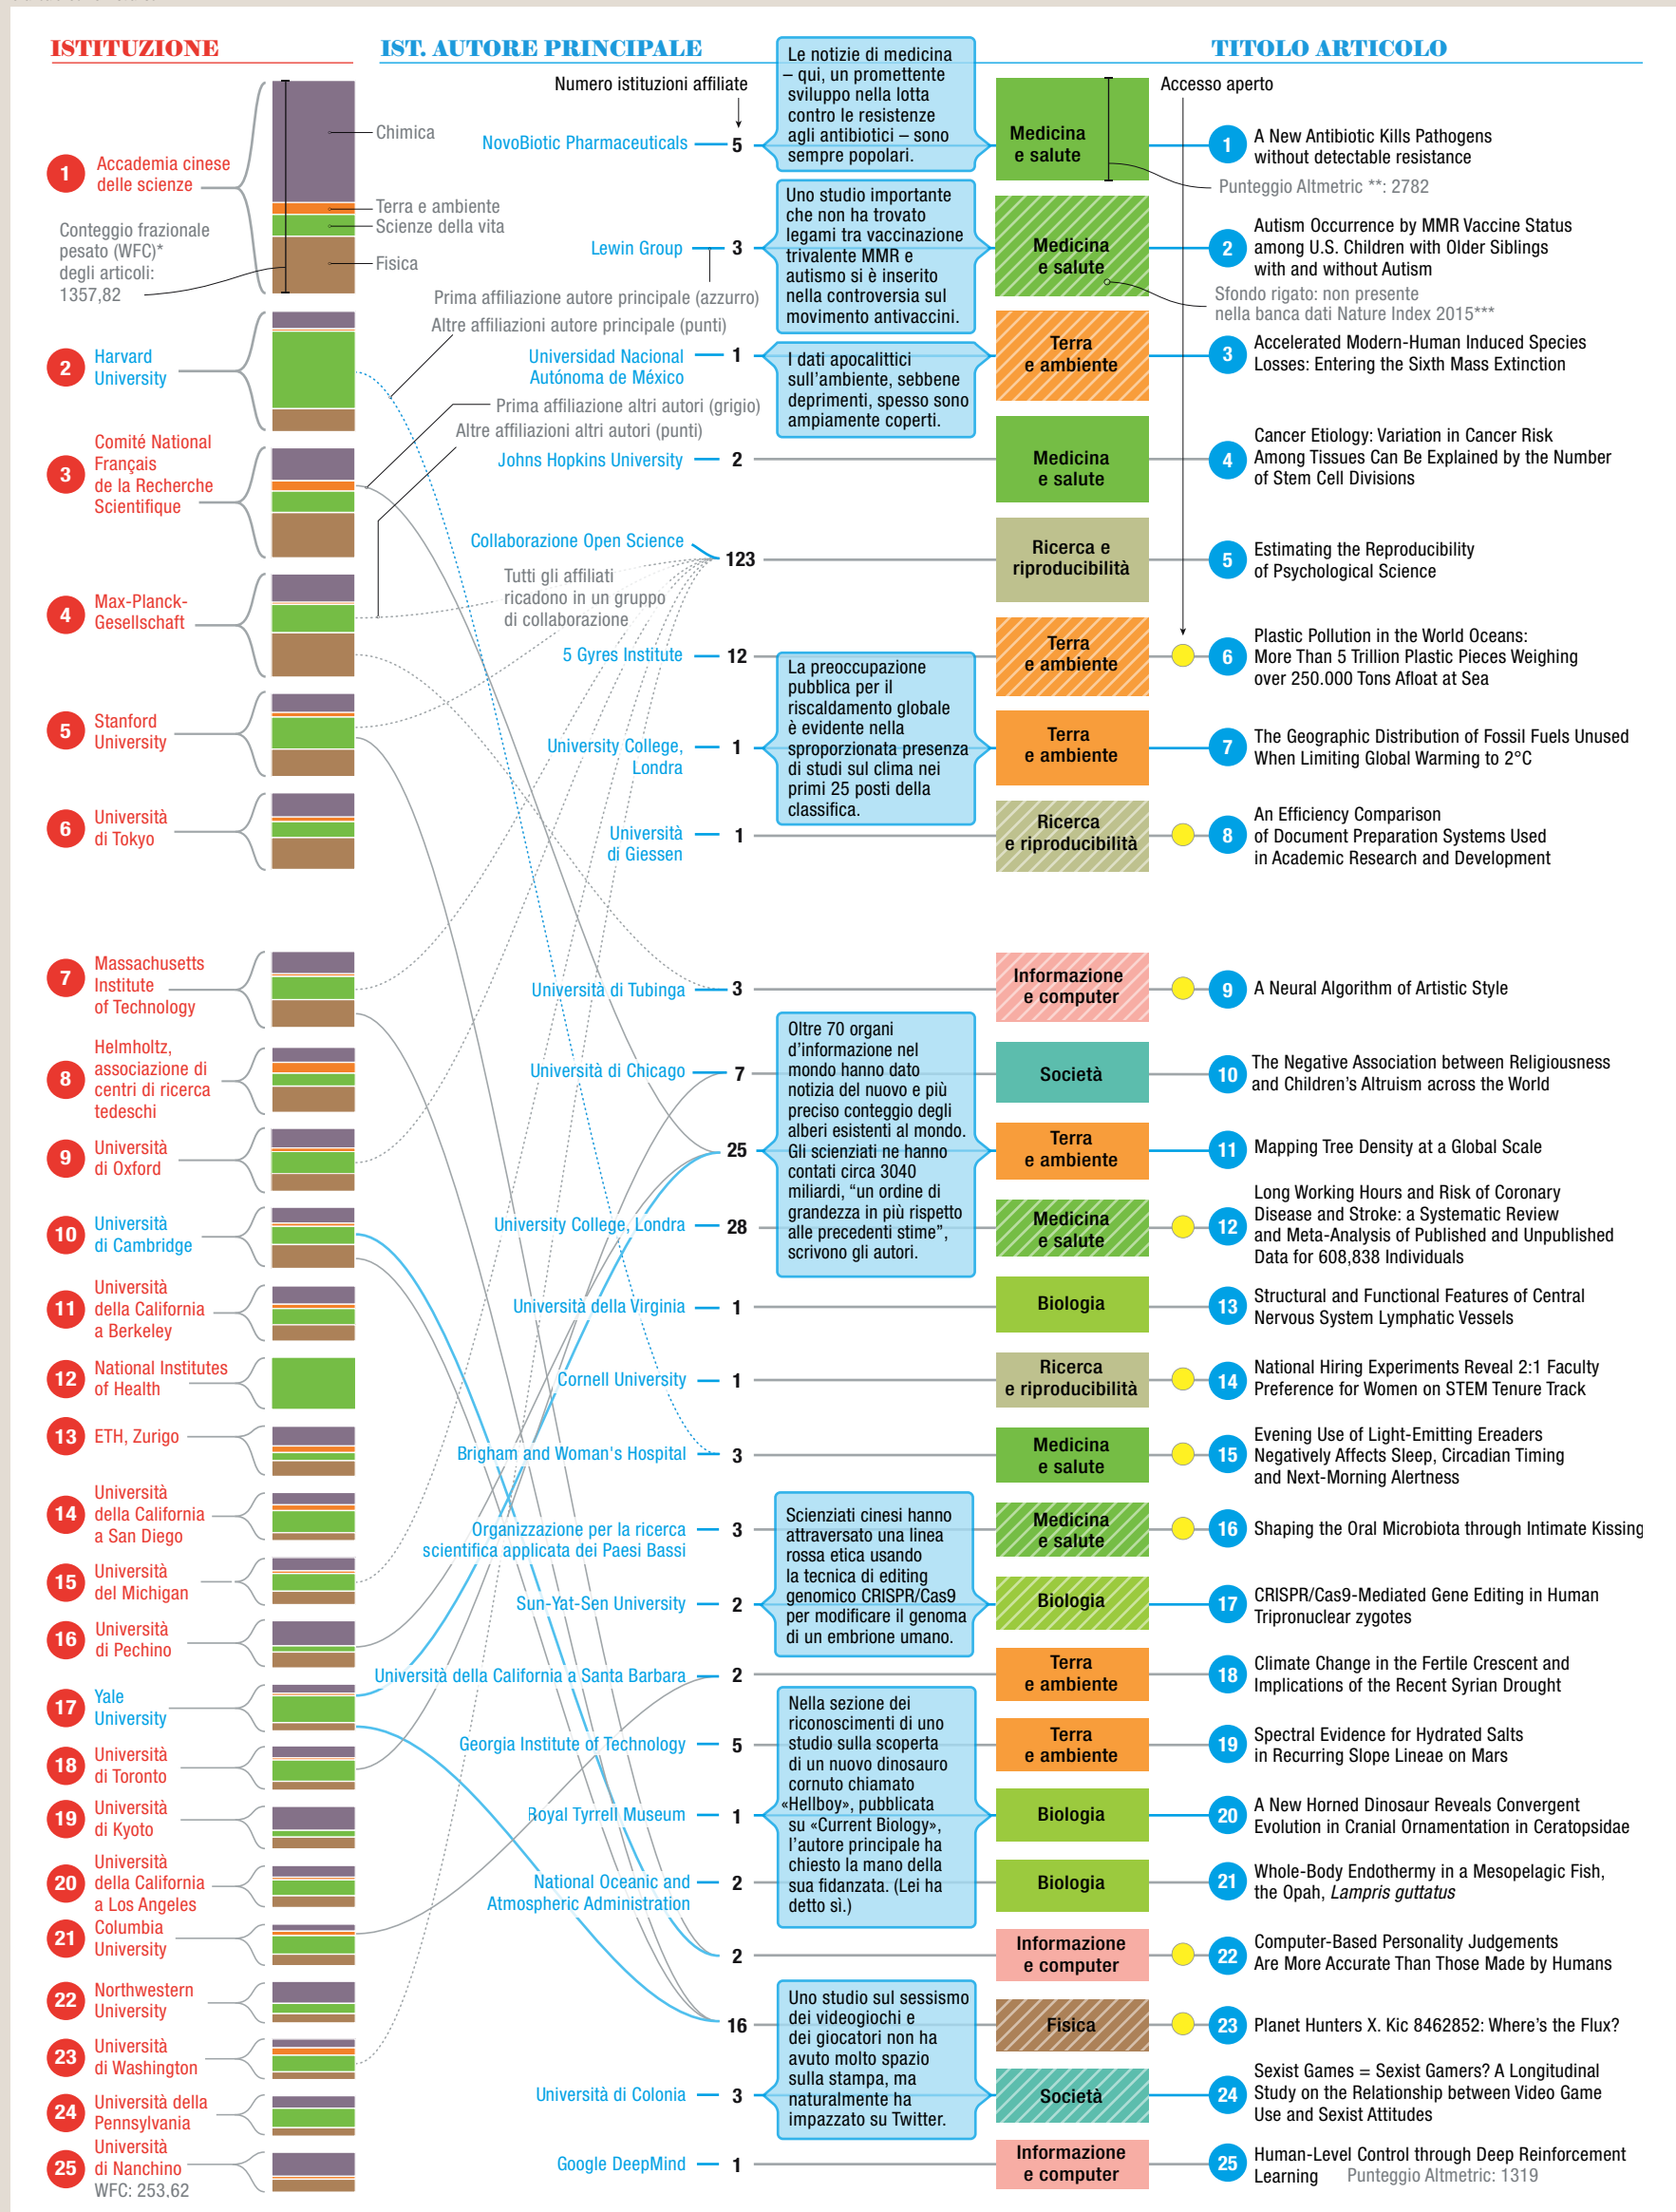 ISTITUZIONE
IST. AUTORE PRINCIPALE
TITOLO ARTICOLO
Numero istituzioni affiliate
Accesso aperto
1
Accademia cinese
delle scienze
Conteggio frazionale
pesato (WFC)*
degli articoli:
1357,82
Chimica
Terra e ambiente
Scienze della vita
Fisica
2
Harvard
University
3
Comité National
Français
de la Recherche
Scientifique
4
Max-Planck-
Gesellschaft
5
Stanford
University
6
Università
di Tokyo
7
Massachusetts
Institute
of Technology
8
Helmholtz,
associazione di
centri di ricerca
tedeschi
9
Università
di Oxford
10
Università
di Cambridge
11
Università
della California
a Berkeley
12
National Institutes
of Health
13
ETH, Zurigo
14
Università
della California
a San Diego
15
Università
del Michigan
16
Università
di Pechino
17
Yale
University
18
Università
di Toronto
19
Università
di Kyoto
20
Università
della California
a Los Angeles
21
Columbia
University
22
Northwestern
University
23
Università
di Washington
24
Università della
Pennsylvania
25
Università
di Nanchino
WFC: 253,62
Prima affiliazione autore principale (azzurro)
Altre affiliazioni autore principale (punti)
Prima affiliazione altri autori (grigio)
Altre affiliazioni altri autori (punti)
Tutti gli affiliati
ricadono in un gruppo
di collaborazione
NovoBiotic Pharmaceuticals
5
Le notizie di medicina
– qui, un promettente
sviluppo nella lotta
contro le resistenze
agli antibiotici – sono
sempre popolari.
Medicina
e salute
1
A New Antibiotic Kills Pathogens
without detectable resistance
Punteggio Altmetric **: 2782
Lewin Group
3
Uno studio importante
che non ha trovato
legami tra vaccinazione
trivalente MMR e
autismo si è inserito
nella controversia sul
movimento antivaccini.
Medicina
e salute
2
Autism Occurrence by MMR Vaccine Status
among U.S. Children with Older Siblings
with and without Autism
Sfondo rigato: non presente
nella banca dati Nature Index 2015***
Universidad Nacional
Autónoma de México
1
I dati apocalittici
sull’ambiente, sebbene
deprimenti, spesso sono
ampiamente coperti.
Terra
e ambiente
3
Accelerated Modern-Human Induced Species
Losses: Entering the Sixth Mass Extinction
Johns Hopkins University
2
Medicina
e salute
4
Cancer Etiology: Variation in Cancer Risk
Among Tissues Can Be Explained by the Number
of Stem Cell Divisions
Collaborazione Open Science
123
Ricerca e
riproducibilità
5
Estimating the Reproducibility
of Psychological Science
5 Gyres Institute
12
Terra
e ambiente
6
Plastic Pollution in the World Oceans:
More Than 5 Trillion Plastic Pieces Weighing
over 250.000 Tons Afloat at Sea
University College,
Londra
1
La preoccupazione
pubblica per il
riscaldamento globale
è evidente nella
sproporzionata presenza
di studi sul clima nei
primi 25 posti della
classifica.
Terra
e ambiente
7
The Geographic Distribution of Fossil Fuels Unused
When Limiting Global Warming to 2°C
Università
di Giessen
1
Ricerca
e riproducibilità
8
An Efficiency Comparison
of Document Preparation Systems Used
in Academic Research and Development
Università di Tubinga
3
Informazione
e computer
9
A Neural Algorithm of Artistic Style
Università di Chicago
7
Società
10
The Negative Association between Religiousness
and Children’s Altruism across the World
25
Oltre 70 organi
d’informazione nel
mondo hanno dato
notizia del nuovo e più
preciso conteggio degli
alberi esistenti al mondo.
Gli scienziati ne hanno
contati circa 3040
miliardi, “un ordine di
grandezza in più rispetto
alle precedenti stime”,
scrivono gli autori.
Terra
e ambiente
11
Mapping Tree Density at a Global Scale
University College, Londra
28
Medicina
e salute
12
Long Working Hours and Risk of Coronary
Disease and Stroke: a Systematic Review
and Meta-Analysis of Published and Unpublished
Data for 608,838 Individuals
Università della Virginia
1
Biologia
13
Structural and Functional Features of Central
Nervous System Lymphatic Vessels
Cornell University
1
Ricerca
e riproducibilità
14
National Hiring Experiments Reveal 2:1 Faculty
Preference for Women on STEM Tenure Track
Brigham and Woman's Hospital
3
Medicina
e salute
15
Evening Use of Light-Emitting Ereaders
Negatively Affects Sleep, Circadian Timing
and Next-Morning Alertness
Organizzazione per la ricerca
scientifica applicata dei Paesi Bassi
3
Medicina
e salute
16
Shaping the Oral Microbiota through Intimate Kissing
Sun-Yat-Sen University
2
Scienziati cinesi hanno
attraversato una linea
rossa etica usando
la tecnica di editing
genomico CRISPR/Cas9
per modificare il genoma
di un embrione umano.
Biologia
17
CRISPR/Cas9-Mediated Gene Editing in Human
Tripronuclear zygotes
Università della California a Santa Barbara
2
Terra
e ambiente
18
Climate Change in the Fertile Crescent and
Implications of the Recent Syrian Drought
Georgia Institute of Technology
5
Terra
e ambiente
19
Spectral Evidence for Hydrated Salts
in Recurring Slope Lineae on Mars
Royal Tyrrell Museum
1
Nella sezione dei
riconoscimenti di uno
studio sulla scoperta
di un nuovo dinosauro
cornuto chiamato
«Hellboy», pubblicata
su «Current Biology»,
l’autore principale ha
chiesto la mano della
sua fidanzata. (Lei ha
detto sì.)
Biologia
20
A New Horned Dinosaur Reveals Convergent
Evolution in Cranial Ornamentation in Ceratopsidae
National Oceanic and
Atmospheric Administration
2
Biologia
21
Whole-Body Endothermy in a Mesopelagic Fish,
the Opah, Lampris guttatus
2
Informazione
e computer
22
Computer-Based Personality Judgements
Are More Accurate Than Those Made by Humans
16
Fisica
23
Planet Hunters X. Kic 8462852: Where’s the Flux?
Università di Colonia
3
Uno studio sul sessismo
dei videogiochi e
dei giocatori non ha
avuto molto spazio
sulla stampa, ma
naturalmente ha
impazzato su Twitter.
Società
24
Sexist Games = Sexist Gamers? A Longitudinal
Study on the Relationship between Video Game
Use and Sexist Attitudes
Google DeepMind
1
Informazione
e computer
25
Human-Level Control through Deep Reinforcement
Learning Punteggio Altmetric: 1319